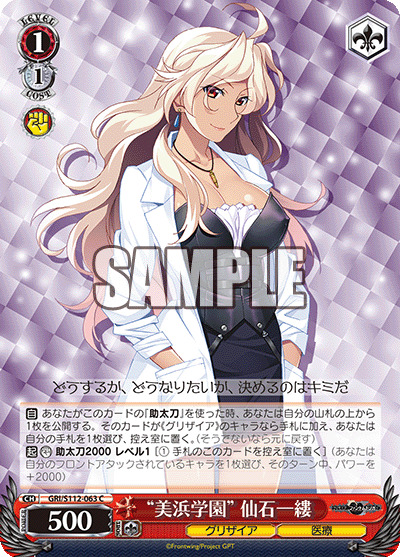 LEVEL
1
1
COST
SAMPLE
どうするか、どうなりたいか、決めるのはキミだ
自 あなたがこのカードの「助太刀」を使った時、あなたは自分の山札の上から
1枚を公開する。そのカードが《グリザイア》のキャラなら手札に加え、あなた
は自分の手札を1枚選び、控え室に置く。（そうでないなら元に戻す）
起 助太刀2000 レベル1 [① 手札のこのカードを控え室に置く]（あなたは
自分のフロントアタックされているキャラを1枚選び、そのターン中、パワーを
+2000）
CH GRI/S112-063 C
POWER
500
“美浜学園” 仙石一縷
グリザイア
医療
©Frontwing/Project GPT